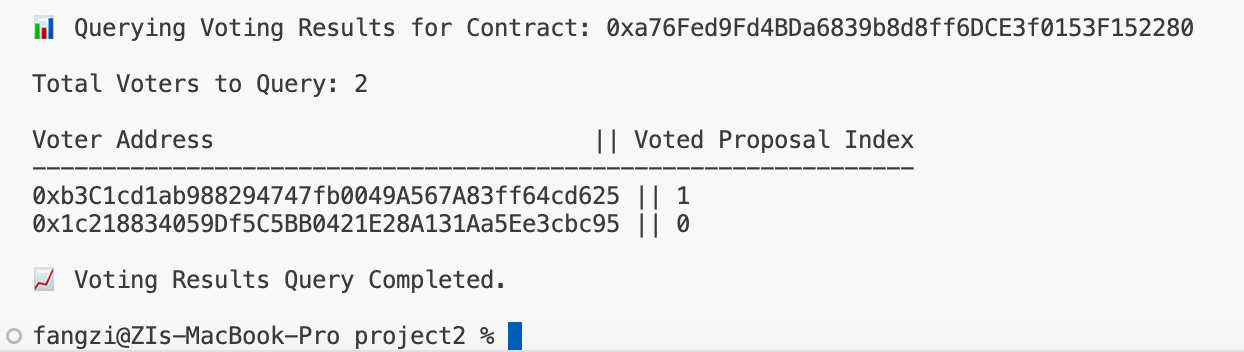 📊 Querying Voting Results for Contract: 0xa76Fed9Fd4BDa6839b8d8ff6DCE3f0153F152280
Total Voters to Query: 2
Voter Address                           || Voted Proposal Index
---------------------------------------------------------------
0xb3C1cd1ab988294747fb0049A567A83ff64cd625 || 1
0x1c218834059Df5C5BB0421E28A131Aa5Ee3cbc95 || 0
📈 Voting Results Query Completed.
fangzi@ZIs-MacBook-Pro project2 %